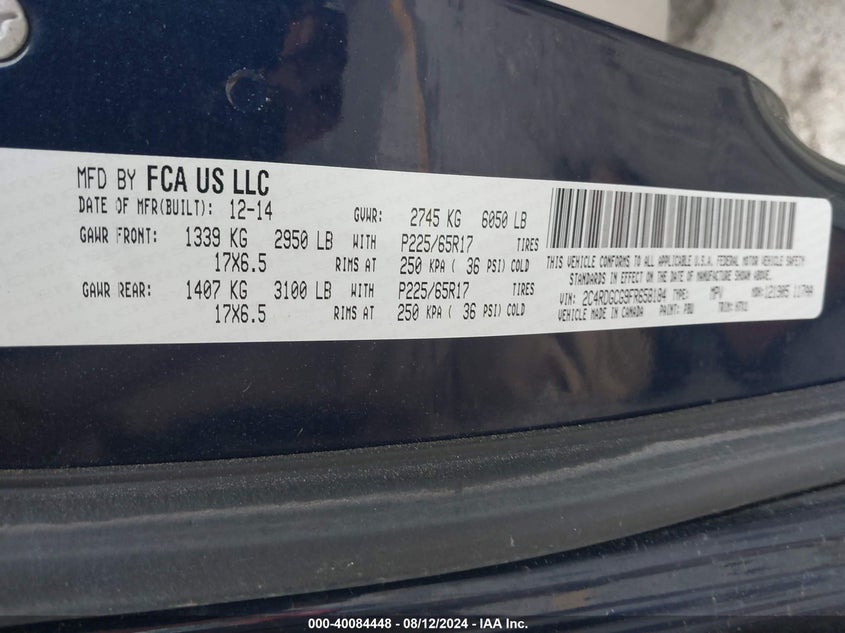 MFD BY FCA US LLC
DATE OF MFR(BUILT): 12-14 GVWR: 2745 KG 6050 LB
GAWR FRONT: 1339 KG 2950 LB WITH P225/65R17 TIRES
17X6.5 RIMS AT 250 KPA ( 36 PSI) COLD
GAWR REAR: 1407 KG 3100 LB WITH P225/65R17 TIRES
17X6.5 RIMS AT 250 KPA ( 36 PSI) COLD
THIS VEHICLE CONFORMS TO ALL APPLICABLE U.S.A. FEDERAL MOTOR VEHICLE SAFETY
STANDARDS IN EFFECT ON THE DATE OF MANUFACTURE SHOWN ABOVE.
VIN: 2C4RDGCG9FR658184 TYPE: MPV MDH:
VEHICLE MADE IN CANADA PAINT: PBU TRIM:
000-40084448 - 08/12/2024 - IAA Inc.